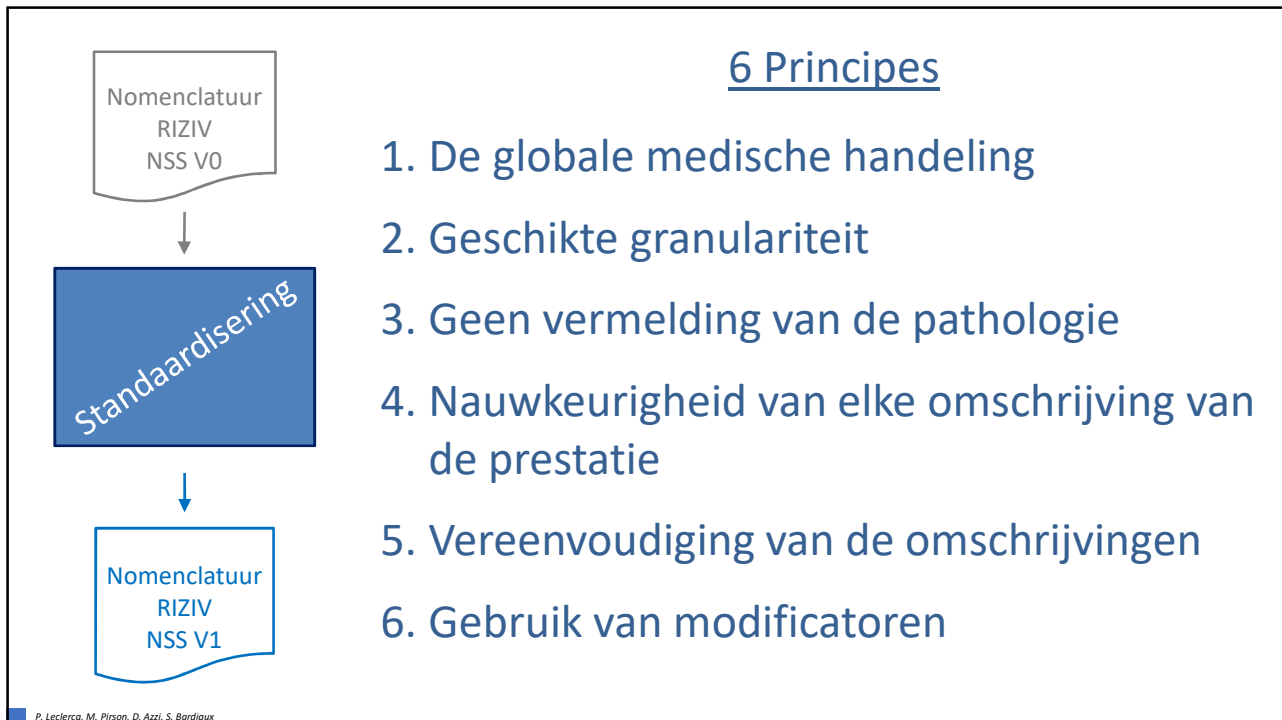 Nomenclatuur
RIZIV
NSS V0
Standaardisering
Nomenclatuur
RIZIV
NSS V1
6 Principes
1. De globale medische handeling
2. Geschikte granulariteit
3. Geen vermelding van de pathologie
4. Nauwkeurigheid van elke omschrijving van
de prestatie
5. Vereenvoudiging van de omschrijvingen
6. Gebruik van modificatoren
P. Leclercq, M. Pirson, D. Azzi, S. Bardiaux